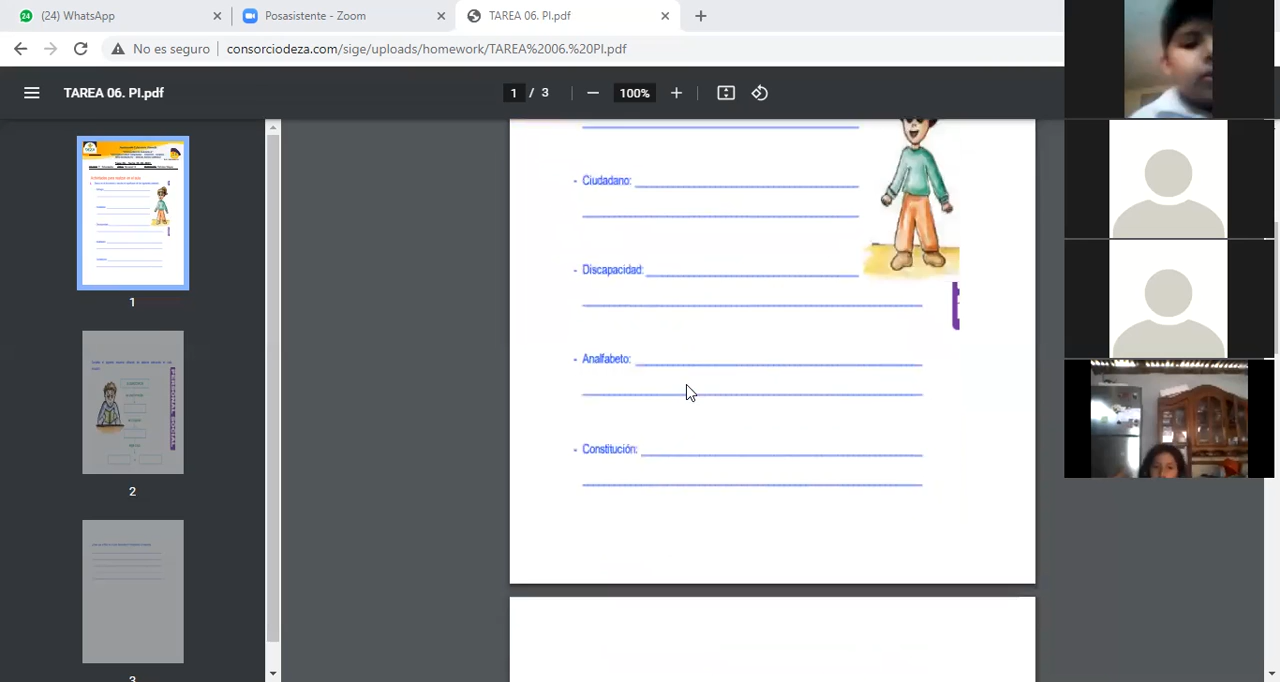 (24) WhatsApp
Posasistente - Zoom
TAREA 06. PI.pdf
No es seguro
consorciodeza.com/sige/uploads/homework/TAREA%2006.%20PI.pdf
TAREA 06. PI.pdf
1 / 3
100%
1
2
3
- Ciudadano:
- Discapacidad:
- Analfabeto:
- Constitución: